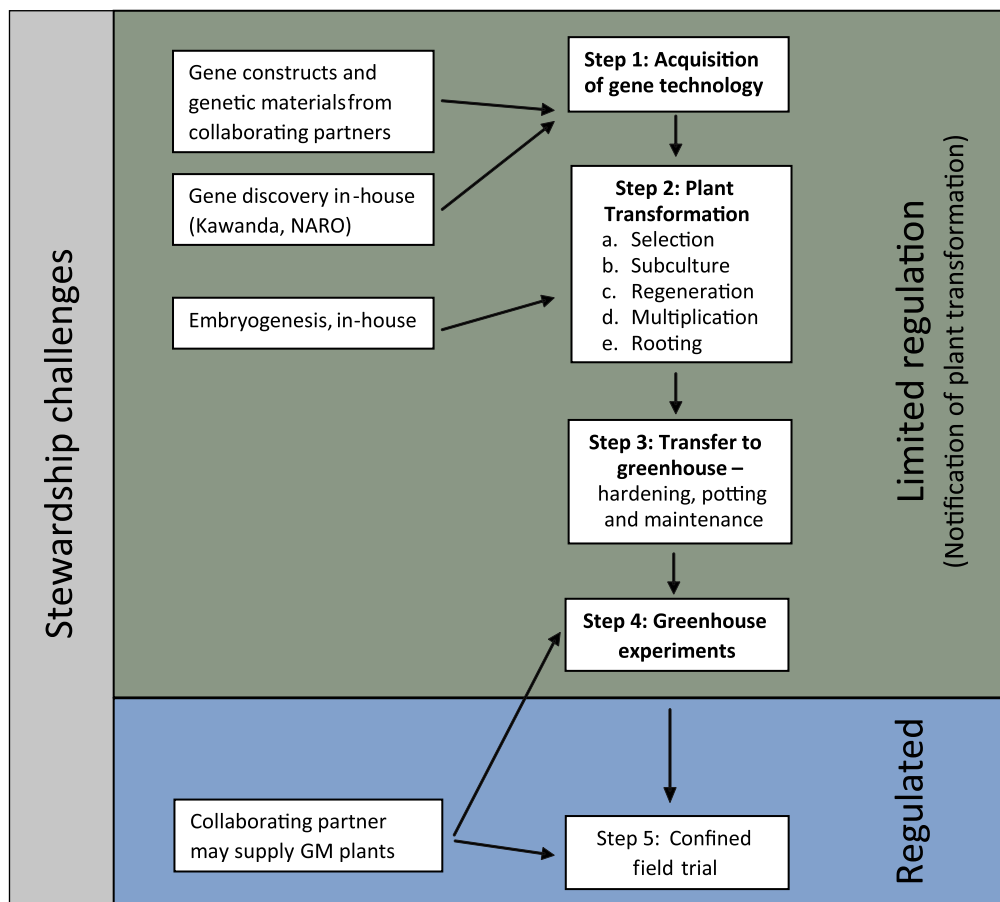 Stewardship challenges
Gene constructs and
genetic materials from
collaborating partners
Gene discovery in-house
(Kawanda, NARO)
Embryogenesis, in-house
Step 1: Acquisition
of gene technology
Step 2: Plant
Transformation
a. Selection
b. Subculture
c. Regeneration
d. Multiplication
e. Rooting
Step 3: Transfer to
greenhouse –
hardening, potting
and maintenance
Step 4: Greenhouse
experiments
Limited regulation
(Notification of plant transformation)
Collaborating partner
may supply GM plants
Step 5: Confined
field trial
Regulated